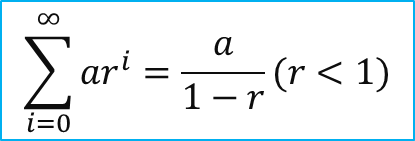 ∑_{i=0}^{∞} ar^i = a/(1 − r) (r < 1)